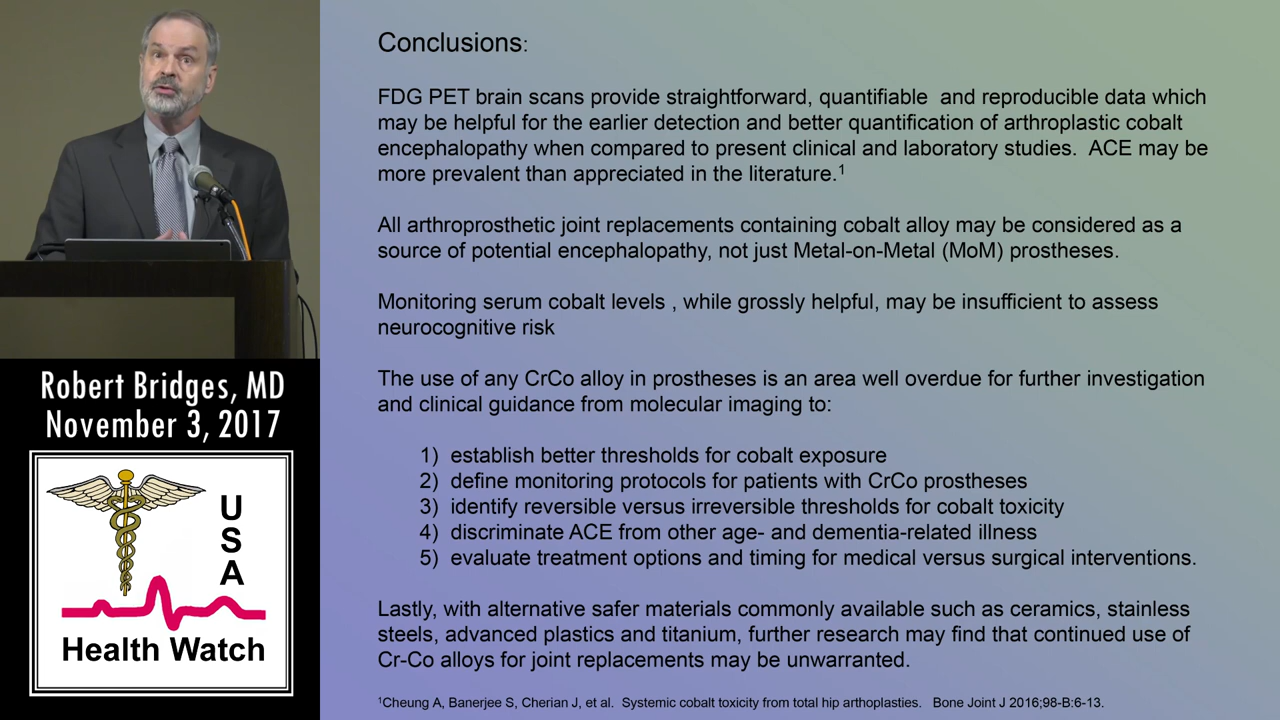 Conclusions:
FDG PET brain scans provide straightforward, quantifiable and reproducible data which
may be helpful for the earlier detection and better quantification of arthroplastic cobalt
encephalopathy when compared to present clinical and laboratory studies. ACE may be
more prevalent than appreciated in the literature.¹
All arthroprosthetic joint replacements containing cobalt alloy may be considered as a
source of potential encephalopathy, not just Metal-on-Metal (MoM) prostheses.
Monitoring serum cobalt levels , while grossly helpful, may be insufficient to assess
neurocognitive risk
The use of any CrCo alloy in prostheses is an area well overdue for further investigation
and clinical guidance from molecular imaging to:
1) establish better thresholds for cobalt exposure
2) define monitoring protocols for patients with CrCo prostheses
3) identify reversible versus irreversible thresholds for cobalt toxicity
4) discriminate ACE from other age- and dementia-related illness
5) evaluate treatment options and timing for medical versus surgical interventions.
Lastly, with alternative safer materials commonly available such as ceramics, stainless
steels, advanced plastics and titanium, further research may find that continued use of
Cr-Co alloys for joint replacements may be unwarranted.
¹Cheung A, Banerjee S, Cherian J, et al. Systemic cobalt toxicity from total hip arthoplasties. Bone Joint J 2016;98-B:6-13.
Robert Bridges, MD
November 3, 2017
U
S
A
Health Watch